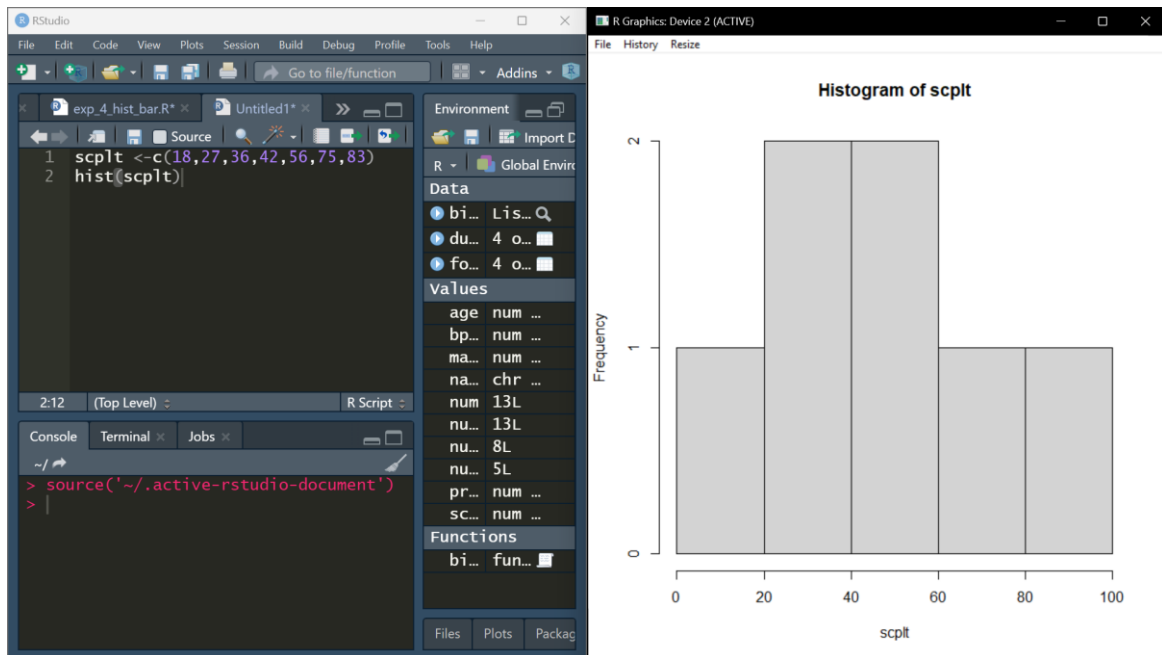 RStudio
File Edit Code View Plots Session Build Debug Profile Tools Help
Go to file/function Addins
exp_4_hist_bar.R* Untitled1*
Source
1 scplt <-c(18,27,36,42,56,75,83)
2 hist(scplt)
2:12 (Top Level) R Script
Console Terminal Jobs
~/
> source('~/.active-rstudio-document')
>
Environment
Import D
R Global Enviro
Data
bi… Lis…
du… 4 o…
fo… 4 o…
Values
age num …
bp… num …
ma… num …
na… chr …
num 13L
nu… 13L
nu… 8L
nu… 5L
pr… num …
sc… num …
Functions
bi… fun…
Files Plots Packag
R Graphics: Device 2 (ACTIVE)
File History Resize
Histogram of scplt
Frequency
2
1
0
0 20 40 60 80 100
scplt